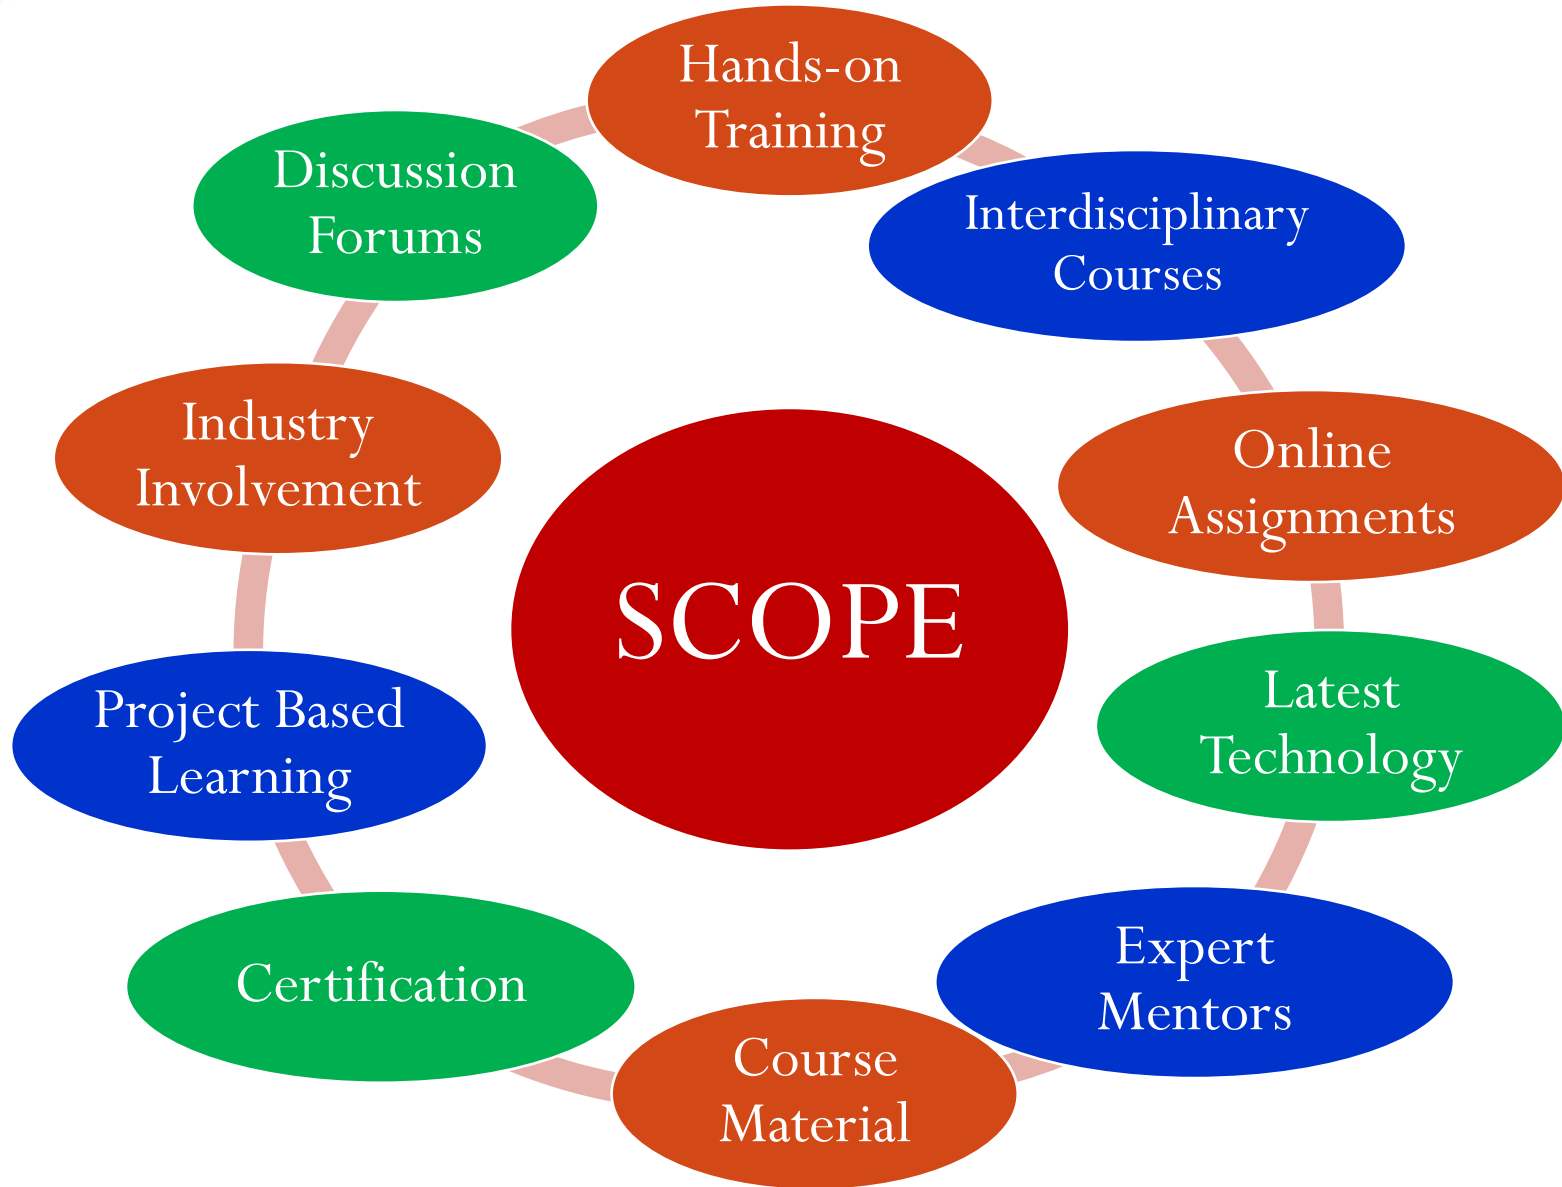 Hands-on
Training
Interdisciplinary
Courses
Online
Assignments
Latest
Technology
Expert
Mentors
Course
Material
Certification
Project Based
Learning
Industry
Involvement
Discussion
Forums
SCOPE